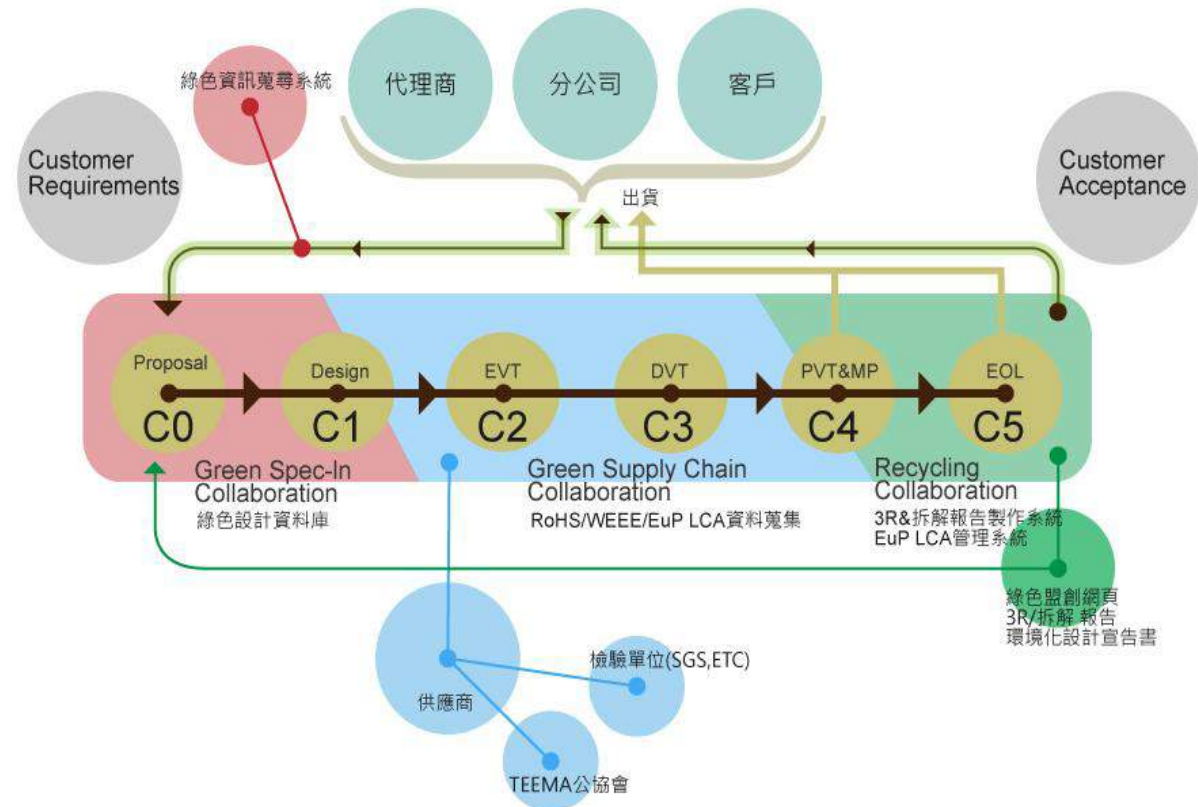 綠色資訊蒐尋系統
代理商
分公司
客戶
Customer
Requirements
Customer
Acceptance
出貨
Proposal
C0
Design
C1
EVT
C2
DVT
C3
PVT&MP
C4
EOL
C5
Green Spec-In
Collaboration
綠色設計資料庫
Green Supply Chain
Collaboration
RoHS/WEEE/EuP LCA資料蒐集
Recycling
Collaboration
3R&拆解報告製作系統
EuP LCA管理系統
綠色盟創網頁
3R/拆解 報告
環境化設計宣告書
供應商
檢驗單位(SGS,ETC)
TEEMA公協會